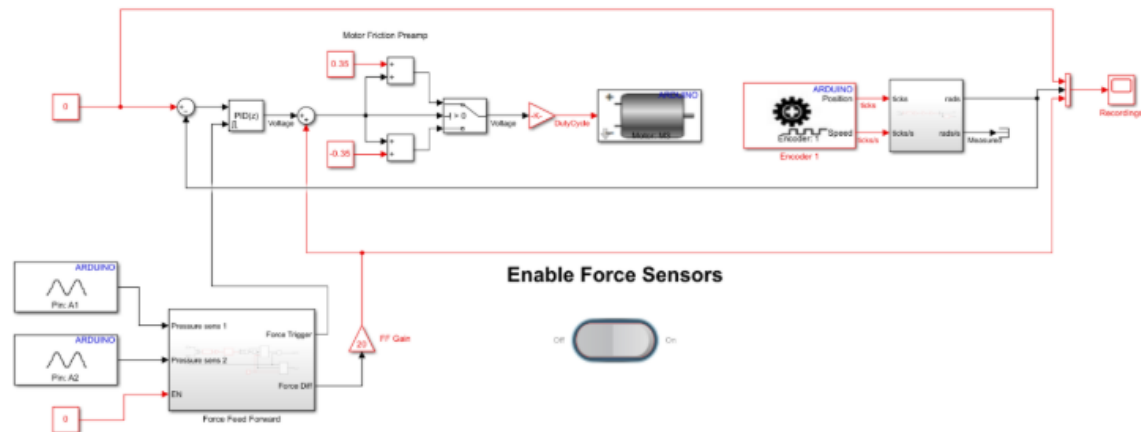 Motor Friction Preamp
0.35
0
PID(z)
Voltage
> 0
Voltage
-K-
DutyCycle
ARDUINO
Motor: M3
ARDUINO
Position
Encoder: 1
Speed
Encoder 1
ticks
ticks/s
ticks
ticks/s
rads
rads/s
Measured
Recordings
-0.35
Enable Force Sensors
Off
On
ARDUINO
Pin: A1
ARDUINO
Pin: A2
Pressure sens 1
Pressure sens 2
EN
Force Trigger
Force Diff
Force Feed Forward
20
FF Gain
0